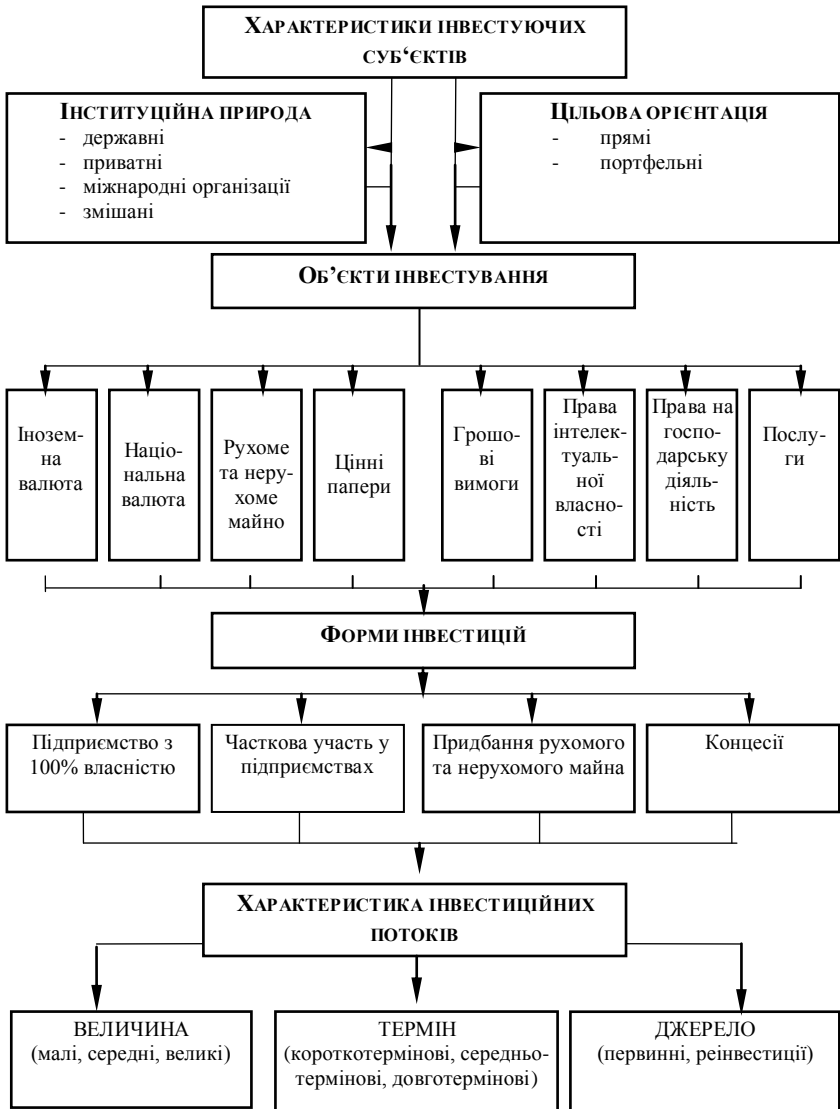 ХАРАКТЕРИСТИКИ ІНВЕСТУЮЧИХ
СУБ‘ЄКТІВ
ІНСТИТУЦІЙНА ПРИРОДА
- державні
- приватні
- міжнародні організації
- змішані
ЦІЛЬОВА ОРІЄНТАЦІЯ
- прямі
- портфельні
ОБ’ЄКТИ ІНВЕСТУВАННЯ
Інозем-
на
валюта
Націо-
нальна
валюта
Рухоме
та неру-
хоме
майно
Цінні
папери
Грошо-
ві
вимоги
Права
інтелек-
туаль-
ної
власно-
сті
Права на
госпо-
дарську
діяль-
ність
Послу-
ги
ФОРМИ ІНВЕСТИЦІЙ
Підприємство з
100% власністю
Часткова участь у
підприємствах
Придбання рухомого
та нерухомого майна
Концесії
ХАРАКТЕРИСТИКА ІНВЕСТИЦІЙНИХ
ПОТОКІВ
ВЕЛИЧИНА
(малі, середні, великі)
ТЕРМІН
(короткотермінові, середньо-
термінові, довготермінові)
ДЖЕРЕЛО
(первинні, реінвестиції)